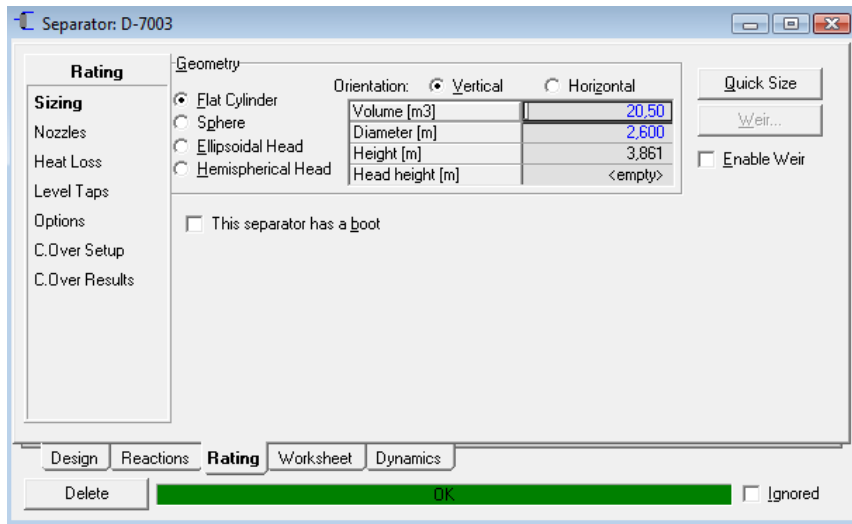 Separator: D-7003
Rating
Sizing
Nozzles
Heat Loss
Level Taps
Options
C.Over Setup
C.Over Results
Geometry
Orientation: Vertical Horizontal
Flat Cylinder
Sphere
Ellipsoidal Head
Hemispherical Head
Volume [m3] 20,50
Diameter [m] 2,600
Height [m] 3,861
Head height [m] <empty>
Quick Size
Weir...
Enable Weir
This separator has a boot
Design Reactions Rating Worksheet Dynamics
Delete OK Ignored